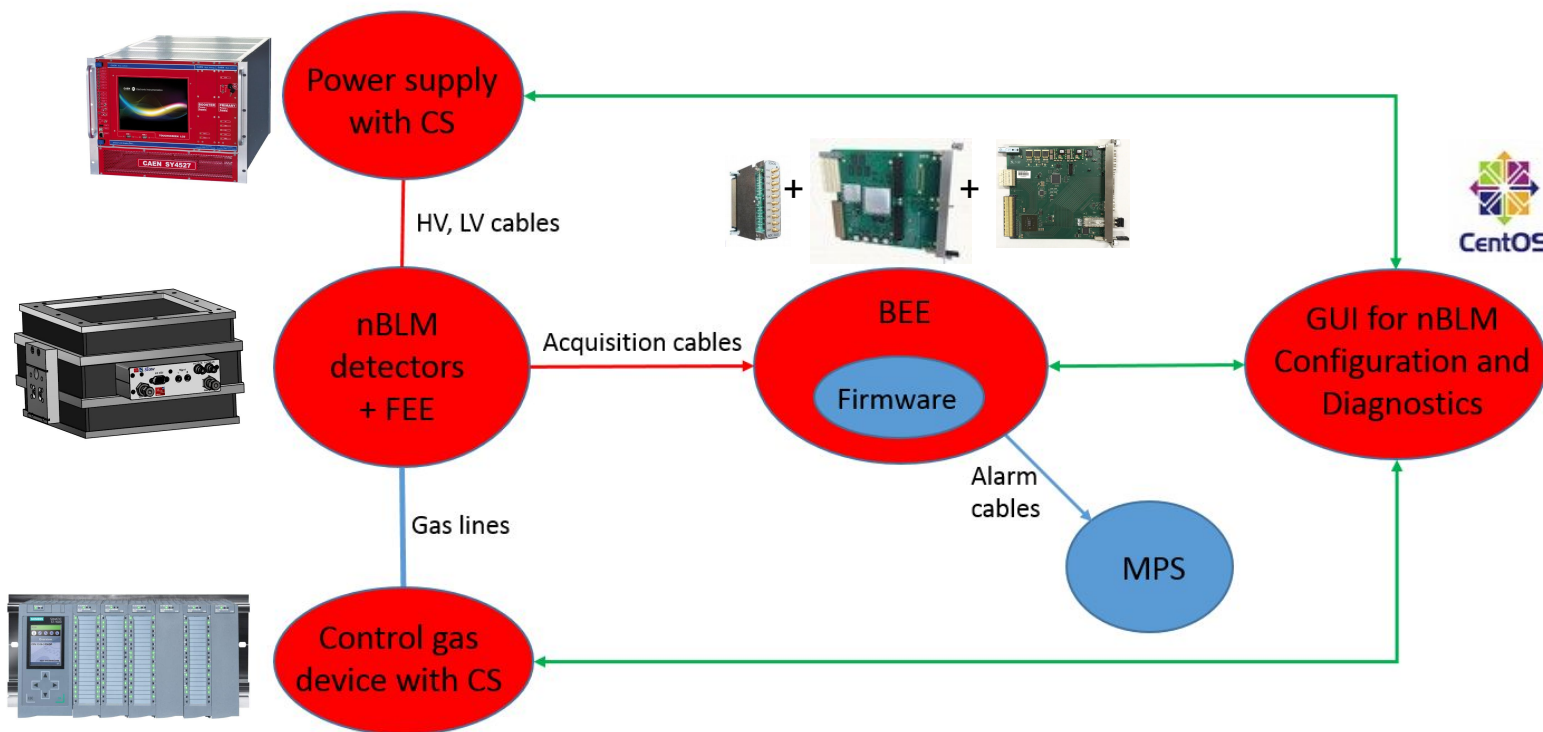 Power supply
with CS
CAEN SY4527
HV, LV cables
+
+
CentOS
nBLM
detectors
+ FEE
Acquisition cables
BEE
Firmware
GUI for nBLM
Configuration and
Diagnostics
Alarm
cables
Gas lines
MPS
Control gas
device with CS
SIEMENS